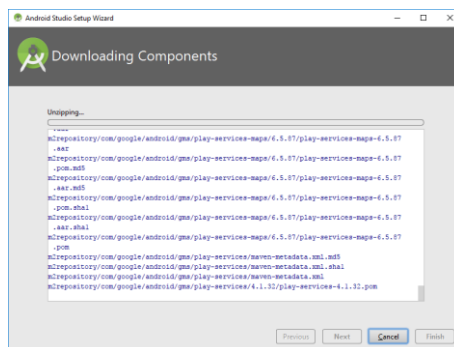 Android Studio Setup Wizard
Downloading Components
Unzipping...
m2repository/com/google/android/gms/play-services-maps/6.5.87/play-services-maps-6.5.87
.aar
m2repository/com/google/android/gms/play-services-maps/6.5.87/play-services-maps-6.5.87
.pom.md5
m2repository/com/google/android/gms/play-services-maps/6.5.87/play-services-maps-6.5.87
.aar.md5
m2repository/com/google/android/gms/play-services-maps/6.5.87/play-services-maps-6.5.87
.pom.sha1
m2repository/com/google/android/gms/play-services-maps/6.5.87/play-services-maps-6.5.87
.aar.sha1
m2repository/com/google/android/gms/play-services-maps/6.5.87/play-services-maps-6.5.87
.pom
m2repository/com/google/android/gms/play-services/maven-metadata.xml.md5
m2repository/com/google/android/gms/play-services/maven-metadata.xml.sha1
m2repository/com/google/android/gms/play-services/maven-metadata.xml
m2repository/com/google/android/gms/play-services/4.1.32/play-services-4.1.32.pom
Previous
Next
Cancel
Finish